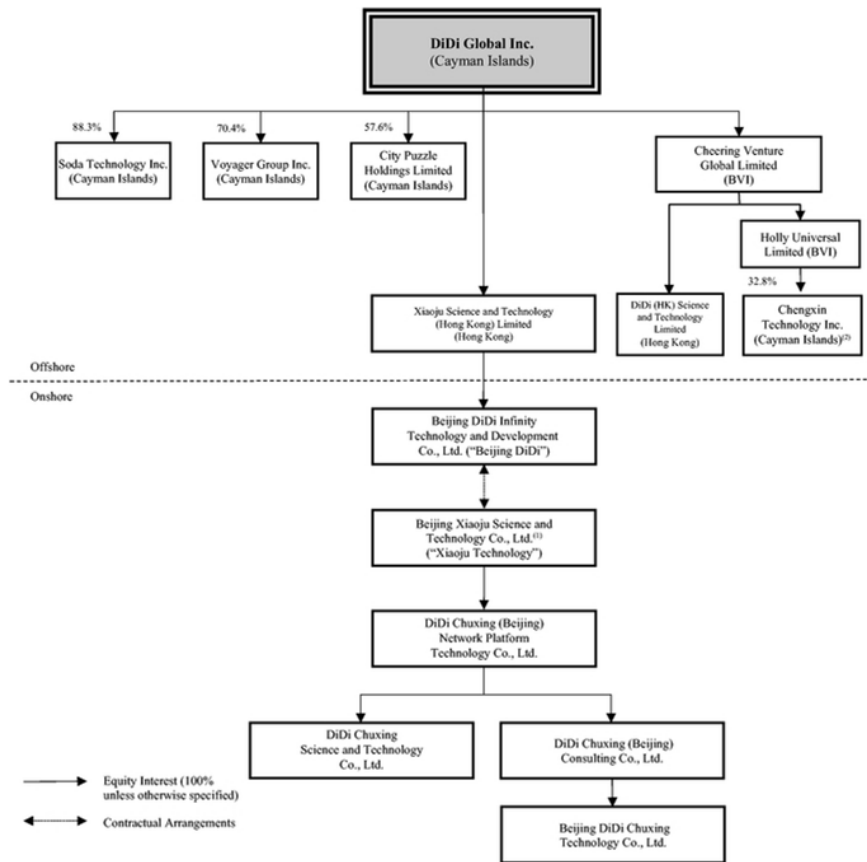 DiDi Global Inc.
(Cayman Islands)
88.3%
70.4%
57.6%
Soda Technology Inc.
(Cayman Islands)
Voyager Group Inc.
(Cayman Islands)
City Puzzle
Holdings Limited
(Cayman Islands)
Cheering Venture
Global Limited
(BVI)
Holly Universal
Limited (BVI)
32.8%
Xiaoju Science and Technology
(Hong Kong) Limited
(Hong Kong)
DiDi (HK) Science
and Technology
Limited
(Hong Kong)
Chengxin
Technology Inc.
(Cayman Islands)(2)
Offshore
Onshore
Beijing DiDi Infinity
Technology and Development
Co., Ltd. (“Beijing DiDi”)
Beijing Xiaoju Science and
Technology Co., Ltd.(1)
(“Xiaoju Technology”)
DiDi Chuxing (Beijing)
Network Platform
Technology Co., Ltd.
DiDi Chuxing
Science and Technology
Co., Ltd.
DiDi Chuxing (Beijing)
Consulting Co., Ltd.
Equity Interest (100%
unless otherwise specified)
Contractual Arrangements
Beijing DiDi Chuxing
Technology Co., Ltd.